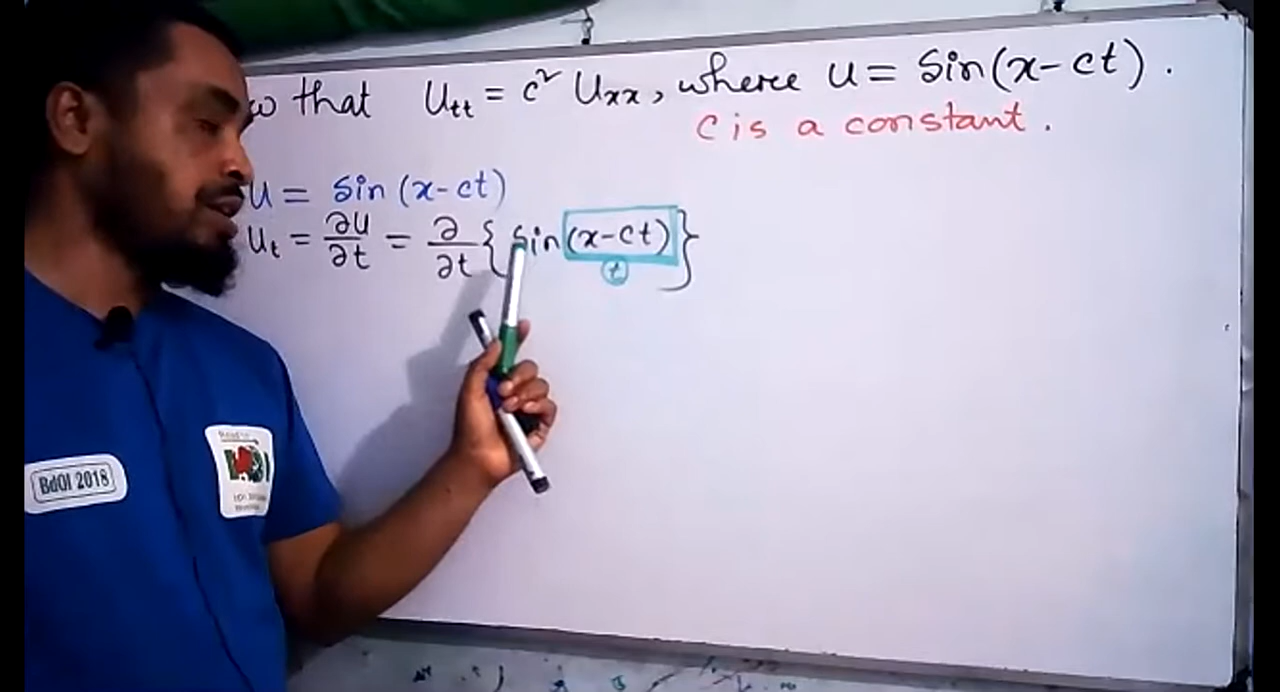 w that Utt = c² Uxx, where u = Sin(x-ct).
C is a constant.
U = Sin(x-ct)
Ut = ∂U/∂t = ∂/∂t {Sin(x-ct)}
t
BdOI 2018